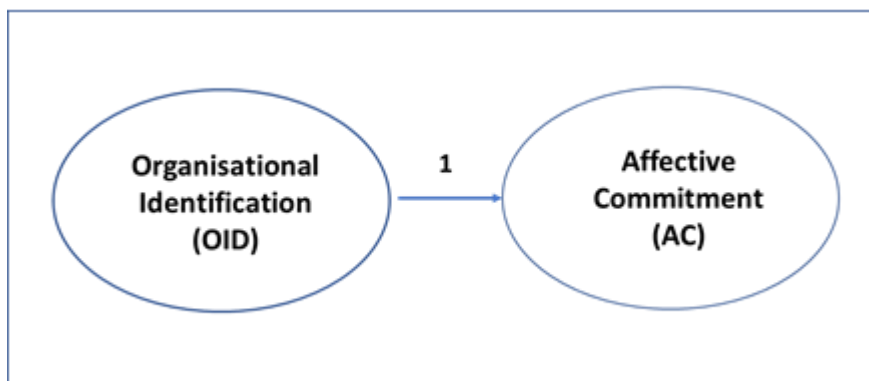 Organisational
Identification
(OID)
1
Affective
Commitment
(AC)